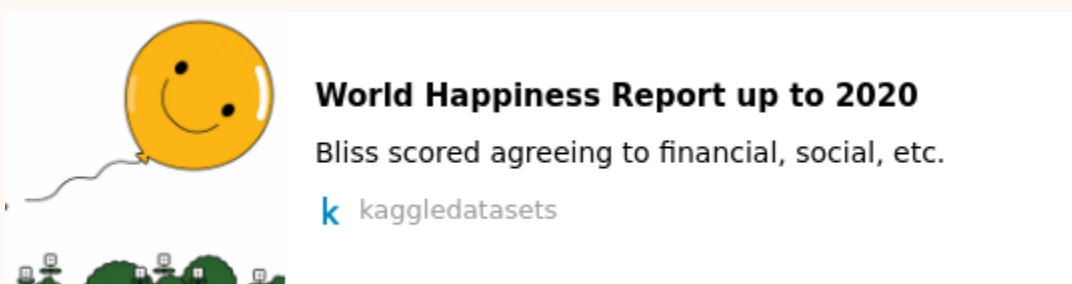 World Happiness Report up to 2020
Bliss scored agreeing to financial, social, etc.
k kaggledatasets